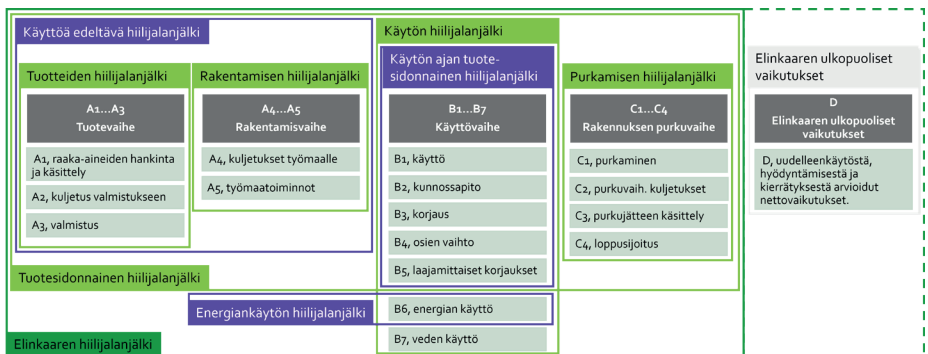 Käyttöä edeltävä hiilijalanjälki
Tuotteiden hiilijalanjälki
A1...A3
Tuotevaihe
A1, raaka-aineiden hankinta
ja käsittely
A2, kuljetus valmistukseen
A3, valmistus
Rakentamisen hiilijalanjälki
A4...A5
Rakentamisvaihe
A4, kuljetukset työmaalle
A5, työmaatoiminnot
Käytön hiilijalanjälki
Käytön ajan tuote-
sidonnainen hiilijalanjälki
B1...B7
Käyttövaihe
B1, käyttö
B2, kunnossapito
B3, korjaus
B4, osien vaihto
B5, laajamittaiset korjaukset
B6, energian käyttö
B7, veden käyttö
Purkamisen hiilijalanjälki
C1...C4
Rakennuksen purkuvaihe
C1, purkaminen
C2, purkuvaih. kuljetukset
C3, purkujätteen käsittely
C4, loppusijoitus
Elinkaaren ulkopuoliset
vaikutukset
D
Elinkaaren ulkopuoliset
vaikutukset
D, uudelleenkäytöstä,
hyödyntämisestä ja
kierrätyksestä arvioidut
nettovaikutukset.
Tuotesidonnainen hiilijalanjälki
Energiankäytön hiilijalanjälki
Elinkaaren hiilijalanjälki